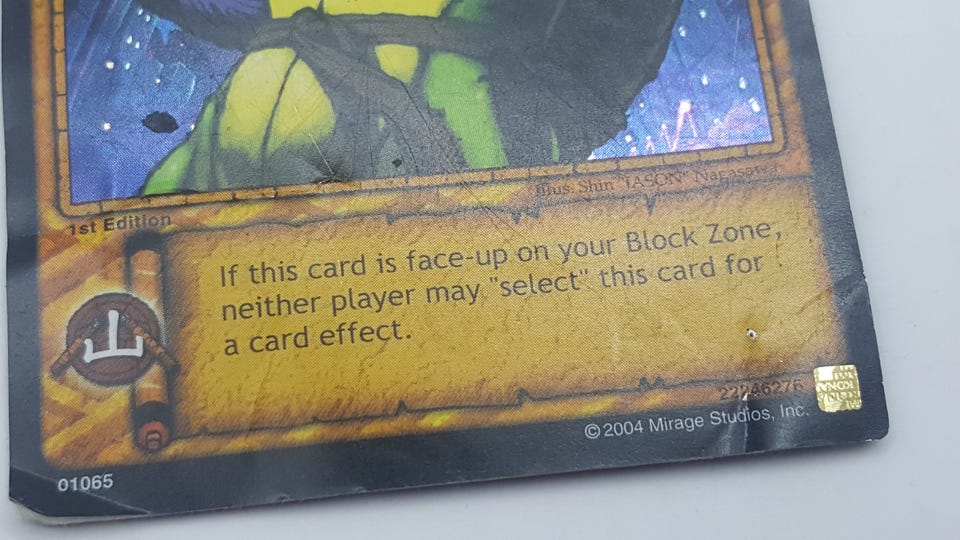 Illus. Shin "JASON" Nagasawa
1st Edition
If this card is face-up on your Block Zone,
neither player may "select" this card for
a card effect.
山
22246276
©2004 Mirage Studios, Inc.
01065